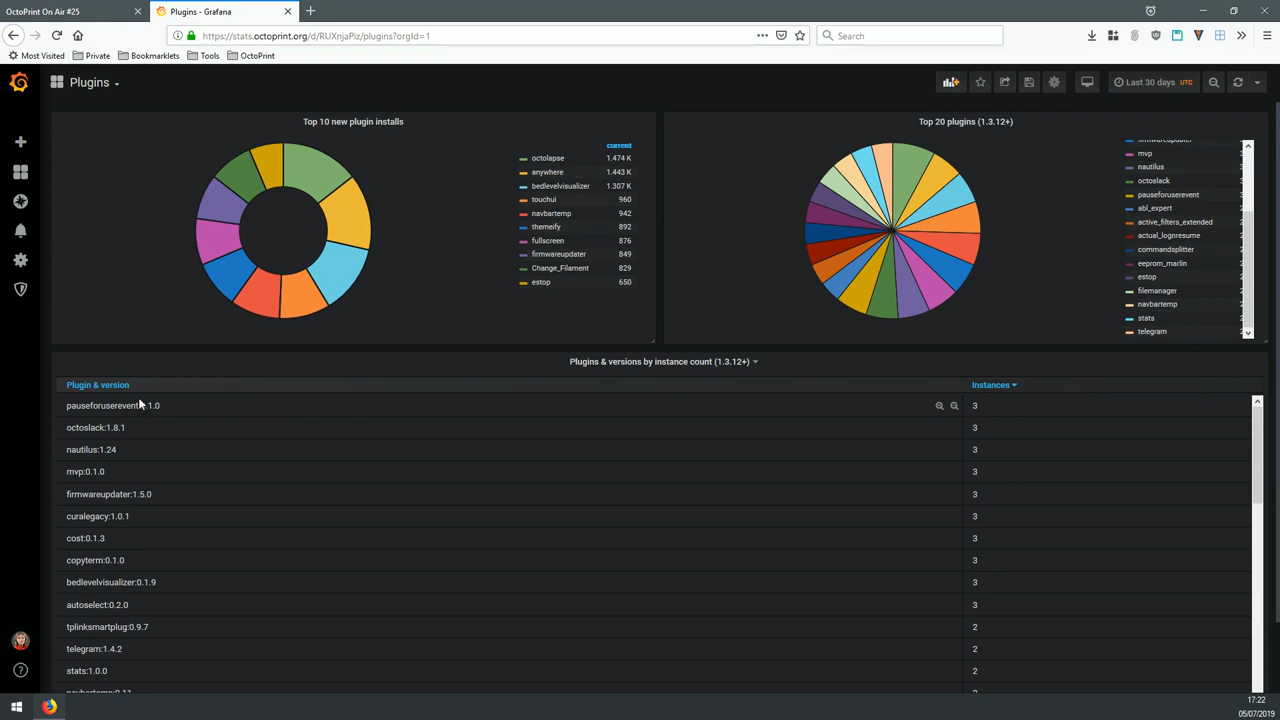 OctoPrint On Air #25
Plugins - Grafana
https://stats.octoprint.org/d/RUXnjaPiz/plugins?orgId=1
Search
Most Visited
Private
Bookmarklets
Tools
OctoPrint
Plugins
Last 30 days UTC
Top 10 new plugin installs
current
octolapse 1.474 K
anywhere 1.443 K
bedlevelvisualizer 1.307 K
touchui 960
navbartemp 942
themeify 892
fullscreen 876
firmwareupdater 849
Change_Filament 829
estop 650
Top 20 plugins (1.3.12+)
firmwareupdater
mvp
nautilus
octoslack
pauseforuserevent
abl_expert
active_filters_extended
actual_lognresume
commandsplitter
eeprom_marlin
estop
filemanager
navbartemp
stats
telegram
Plugins & versions by instance count (1.3.12+)
Plugin & version Instances
pauseforuserevent 1.0 3
octoslack:1.8.1 3
nautilus:1.24 3
mvp:0.1.0 3
firmwareupdater:1.5.0 3
curalegacy:1.0.1 3
cost:0.1.3 3
copyterm:0.1.0 3
bedlevelvisualizer:0.1.9 3
autoselect:0.2.0 3
tplinksmartplug:0.9.7 2
telegram:1.4.2 2
stats:1.0.0 2
navbartemp:0.11
17:22
05/07/2019